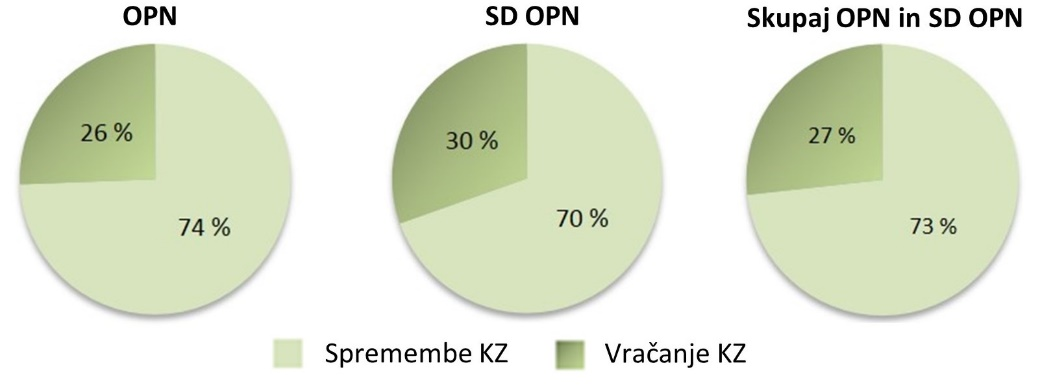 OPN
SD OPN
Skupaj OPN in SD OPN
26 %
74 %
30 %
70 %
27 %
73 %
Spremembe KZ
Vračanje KZ